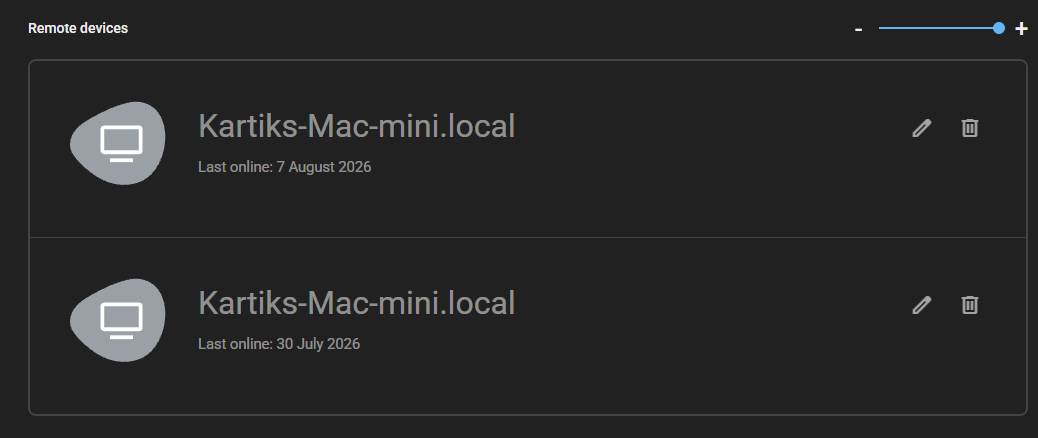 Remote devices
- +
Kartiks-Mac-mini.local
Last online: 7 August 2026
Kartiks-Mac-mini.local
Last online: 30 July 2026